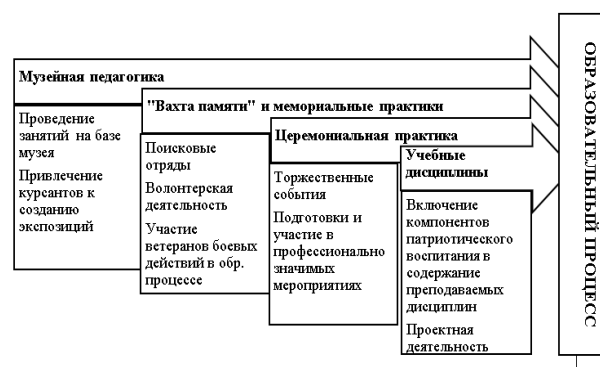 Музейная педагогика
Проведение
занятий на базе
музея
Привлечение
курсантов к
созданию
экспозиций
"Вахта памяти" и мемориальные практики
Поисковые
отряды
Волонтерская
деятельность
Участие
ветеранов боевых
действий в обр.
процессе
Церемониальная практика
Торжественные
события
Подготовки и
участие в
профессионально
значимых
мероприятиях
Учебные
дисциплины
Включение
компонентов
патриотического
воспитания в
содержание
преподаваемых
дисциплин
Проектная
деятельность
ОБРАЗОВАТЕЛЬНЫЙ ПРОЦЕСС